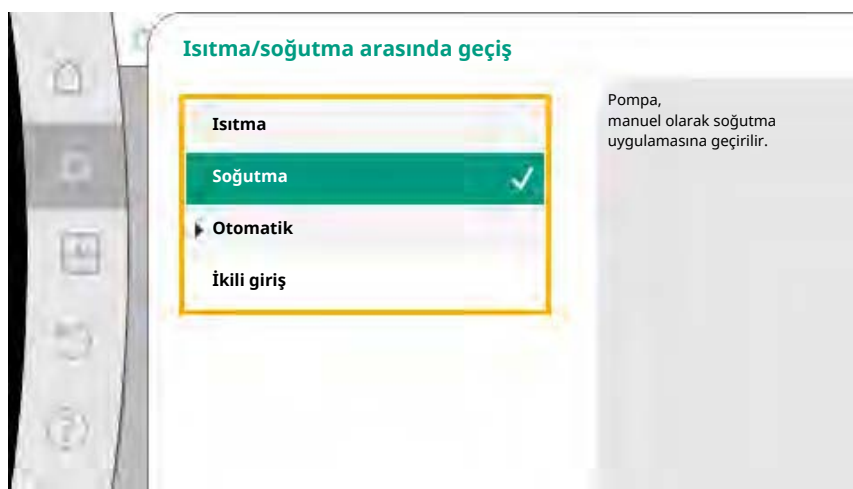 Isıtma/soğutma arasında geçiş
Isıtma
Soğutma
Otomatik
İkili giriş
Pompa,
manuel olarak soğutma
uygulamasına geçirilir.